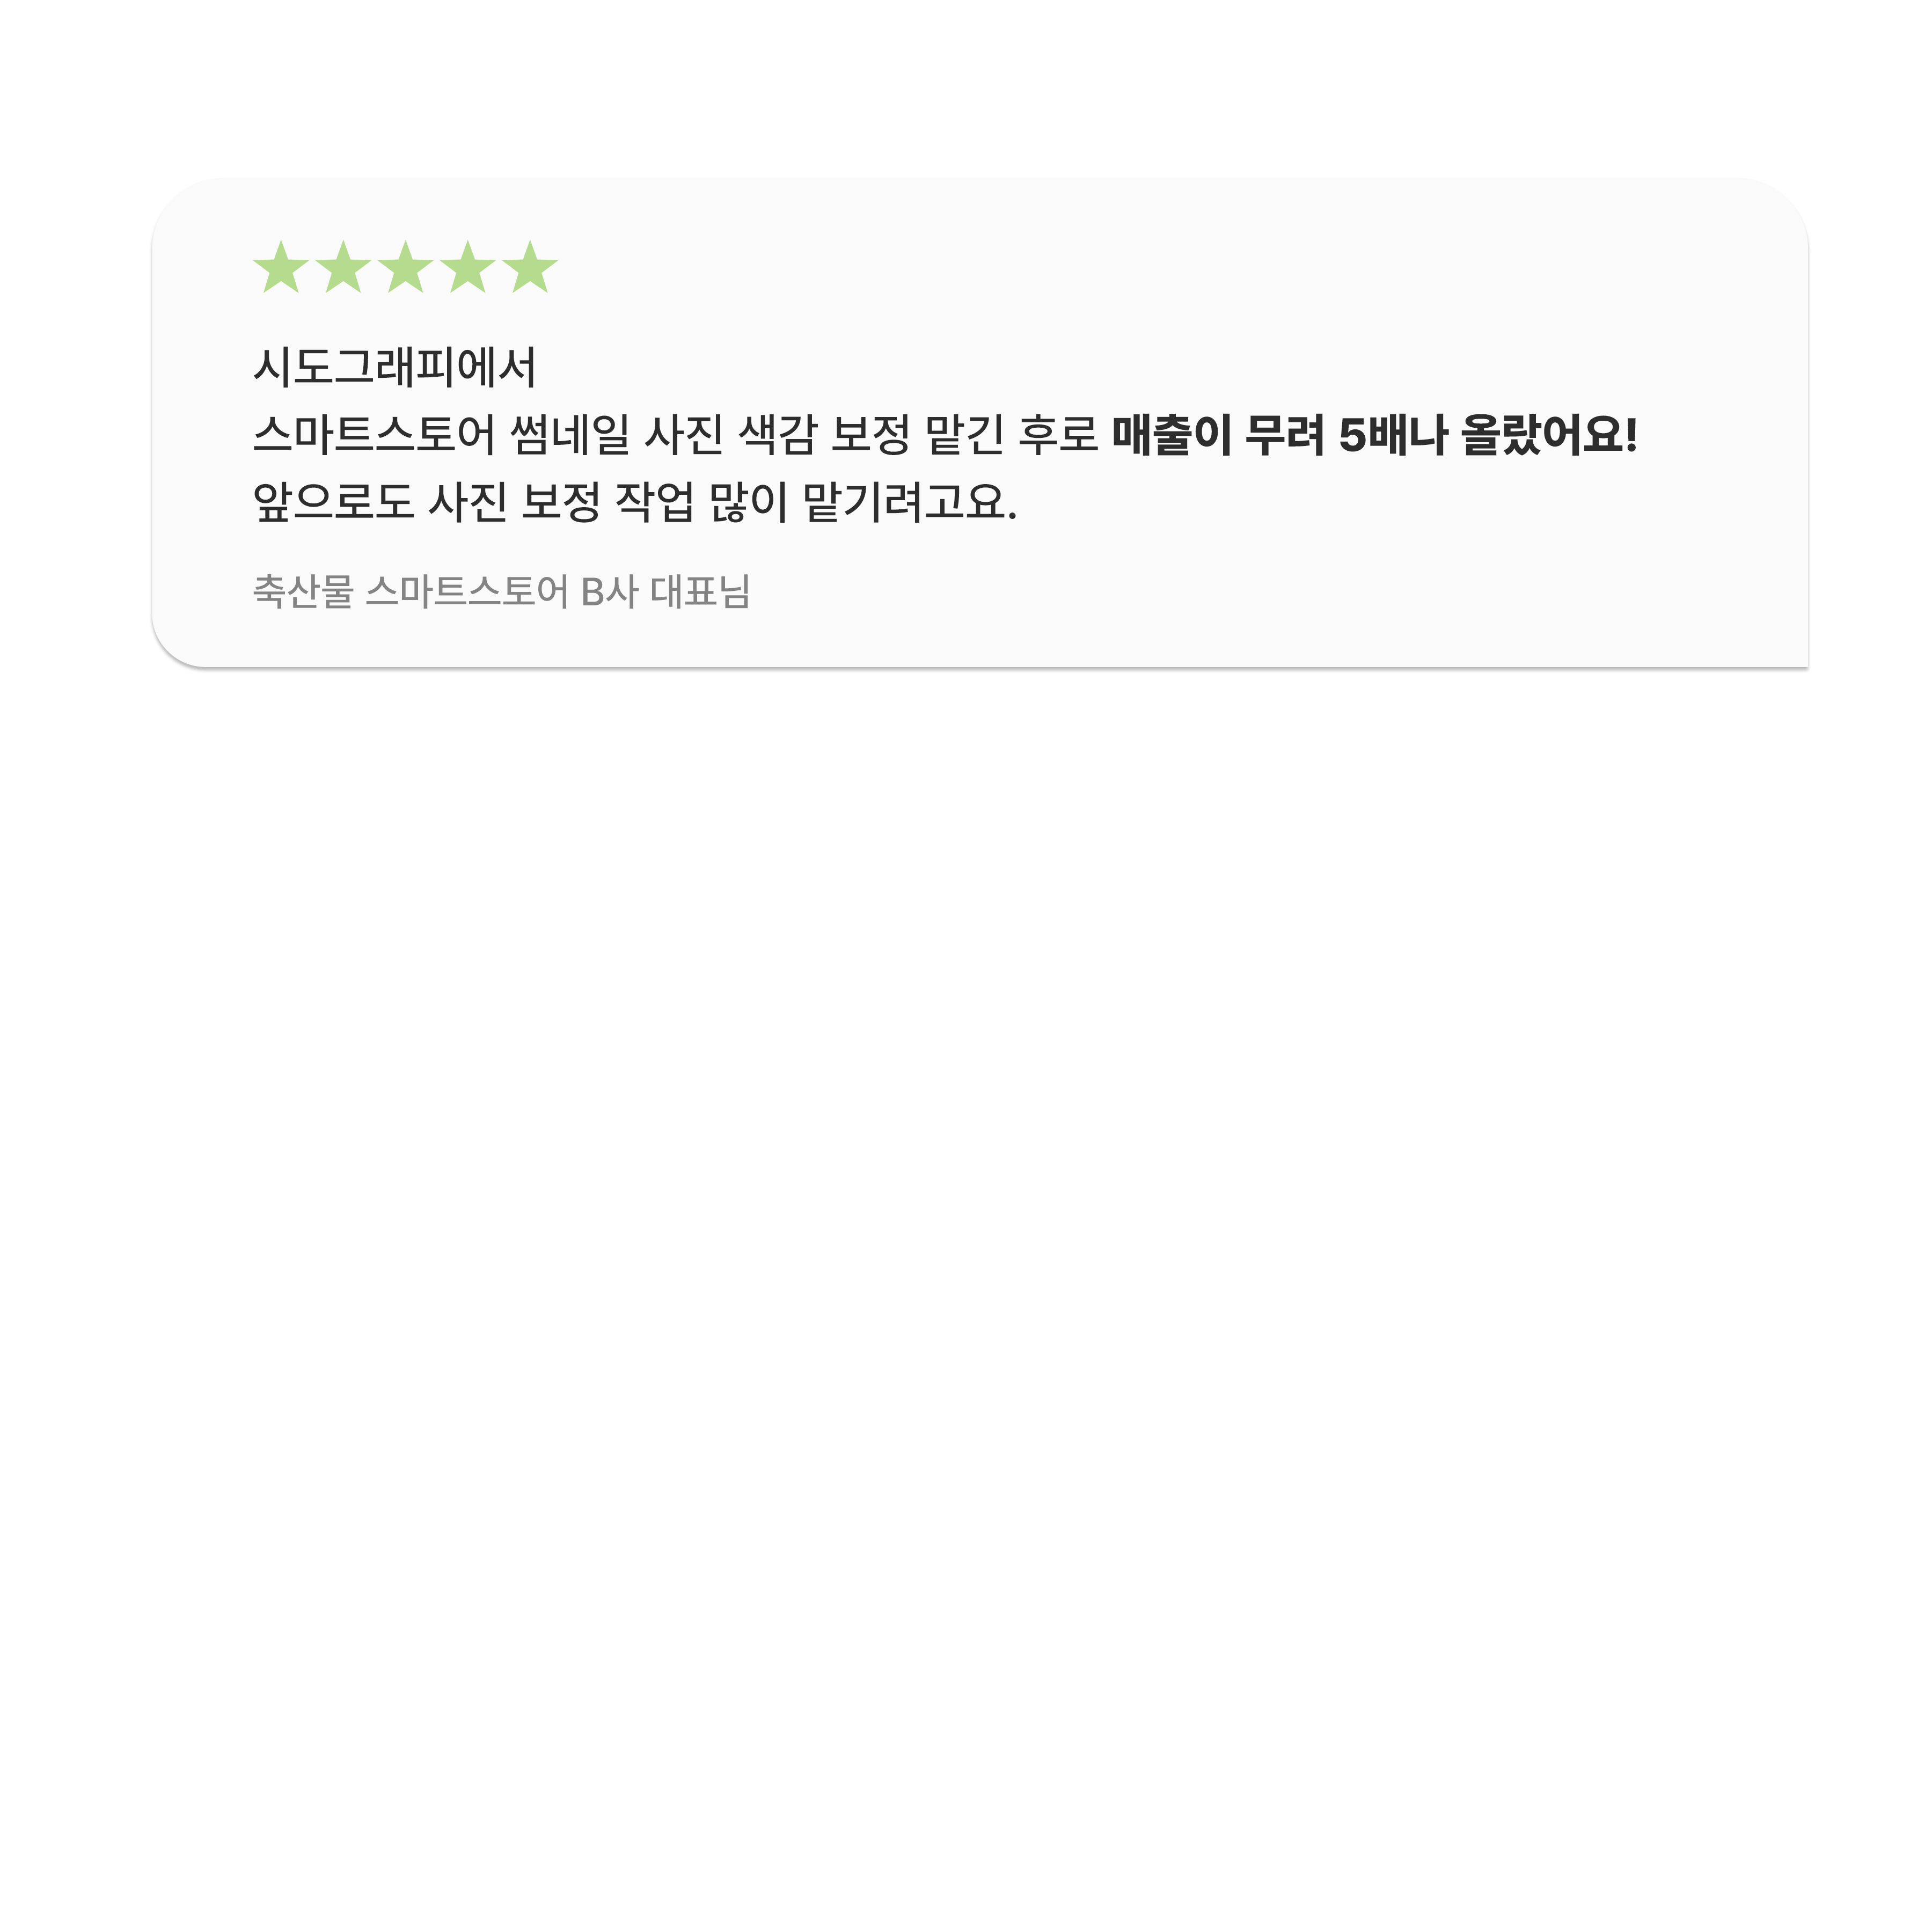 시도그래피에서
스마트스토어 썸네일 사진 색감 보정 맡긴 후로 매출이 무려 5배나 올랐어요!
앞으로도 사진 보정 작업 많이 맡기려고요.
축산물 스마트스토어 B사 대표님